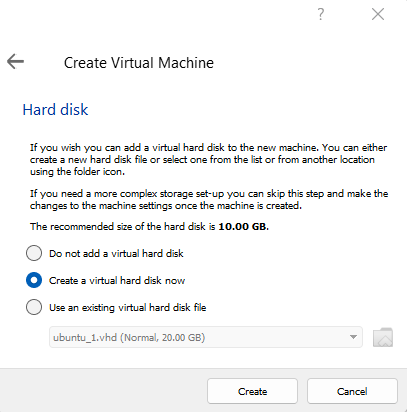 ?
Create Virtual Machine
Hard disk
If you wish you can add a virtual hard disk to the new machine. You can either
create a new hard disk file or select one from the list or from another location
using the folder icon.
If you need a more complex storage set-up you can skip this step and make the
changes to the machine settings once the machine is created.
The recommended size of the hard disk is 10.00 GB.
Do not add a virtual hard disk
Create a virtual hard disk now
Use an existing virtual hard disk file
ubuntu_1.vhd (Normal, 20.00 GB)
Create Cancel